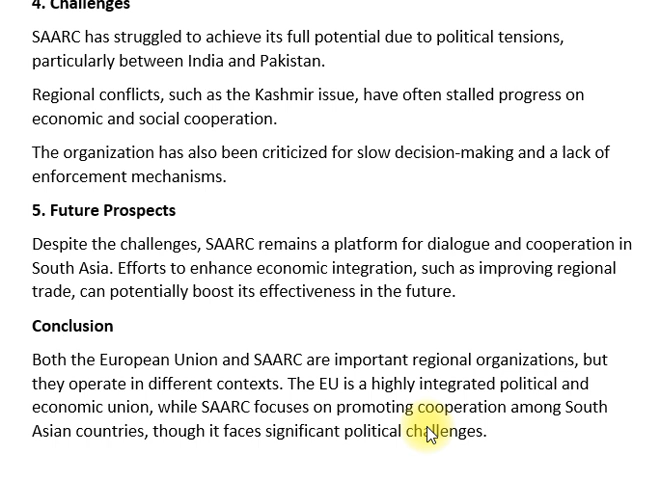 4. Challenges
SAARC has struggled to achieve its full potential due to political tensions,
particularly between India and Pakistan.
Regional conflicts, such as the Kashmir issue, have often stalled progress on
economic and social cooperation.
The organization has also been criticized for slow decision-making and a lack of
enforcement mechanisms.
5. Future Prospects
Despite the challenges, SAARC remains a platform for dialogue and cooperation in
South Asia. Efforts to enhance economic integration, such as improving regional
trade, can potentially boost its effectiveness in the future.
Conclusion
Both the European Union and SAARC are important regional organizations, but
they operate in different contexts. The EU is a highly integrated political and
economic union, while SAARC focuses on promoting cooperation among South
Asian countries, though it faces significant political challenges.